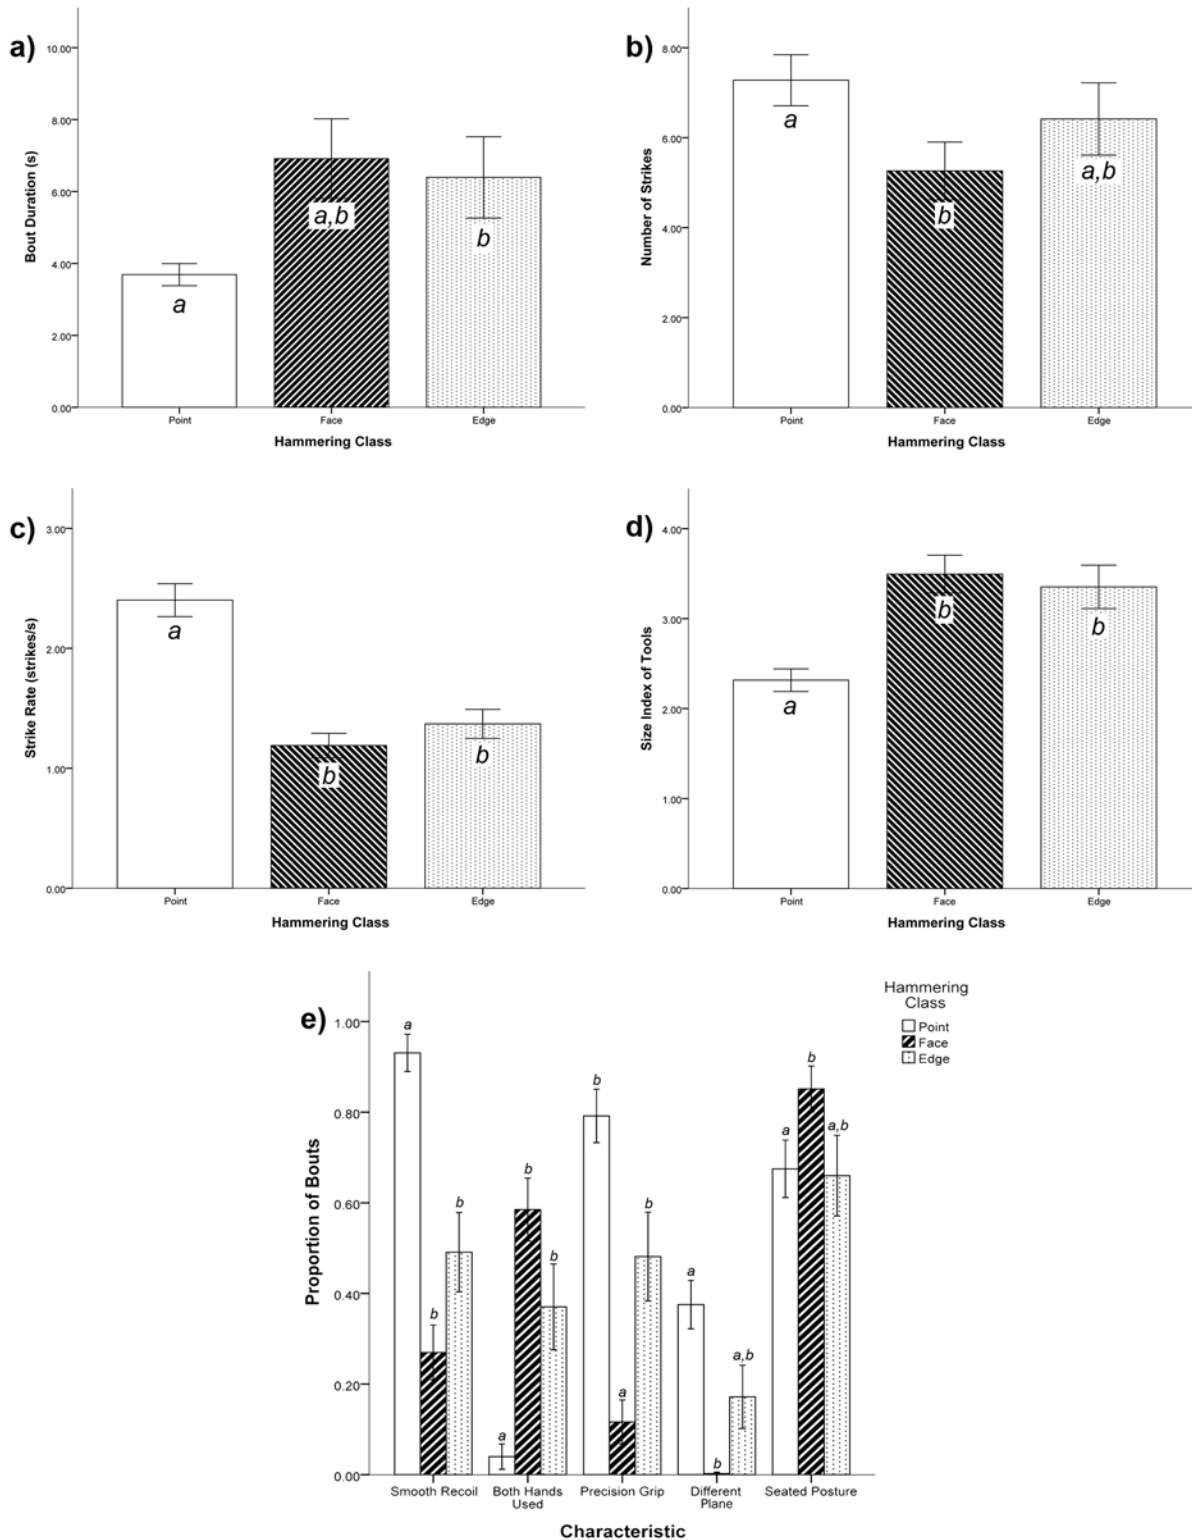 a)
Bout Duration (s)
10.00
8.00
6.00
4.00
2.00
0.00
a
a,b
b
Point Face Edge
Hammering Class
b)
Number of Strikes
8.00
6.00
4.00
2.00
0.00
a
b
a,b
Point Face Edge
Hammering Class
c)
Strike Rate (strikes/s)
3.00
2.00
1.00
0.00
a
b
b
Point Face Edge
Hammering Class
d)
Size Index of Tools
4.00
3.00
2.00
1.00
0.00
a
b
b
Point Face Edge
Hammering Class
e)
Hammering
Class
Point
Face
Edge
Proportion of Bouts
1.00
0.80
0.60
0.40
0.20
0.00
a
b
b
a
b
b
b
a
b
a
b
a,b
a
b
a,b
Smooth Recoil
Both Hands
Used
Precision Grip
Different
Plane
Seated Posture
Characteristic